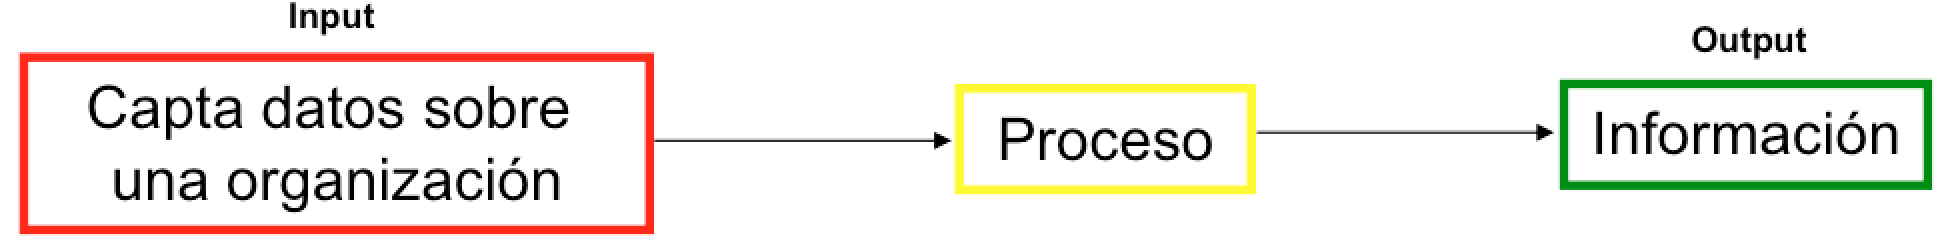 Input
Capta datos sobre
una organización
Proceso
Output
Información